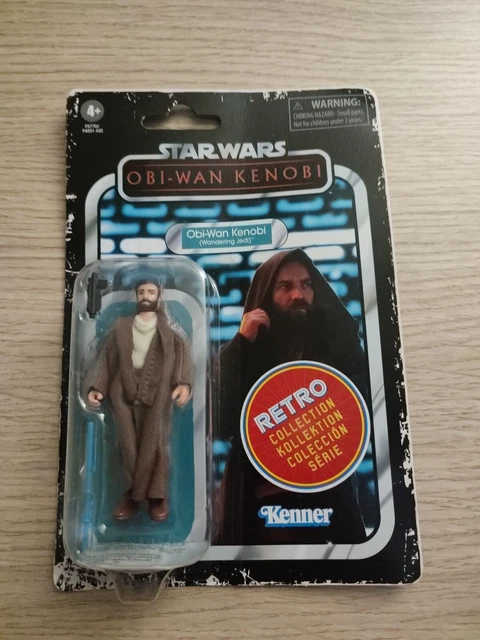 4+
WARNING:
CHOKING HAZARD-Small parts.
Not for children under 3 years.
STAR WARS
OBI-WAN KENOBI
Obi-Wan Kenobi
(Wandering Jedi)
RETRO
COLLECTION
KOLLEKTION
COLECCIÓN
SÉRIE
Kenner